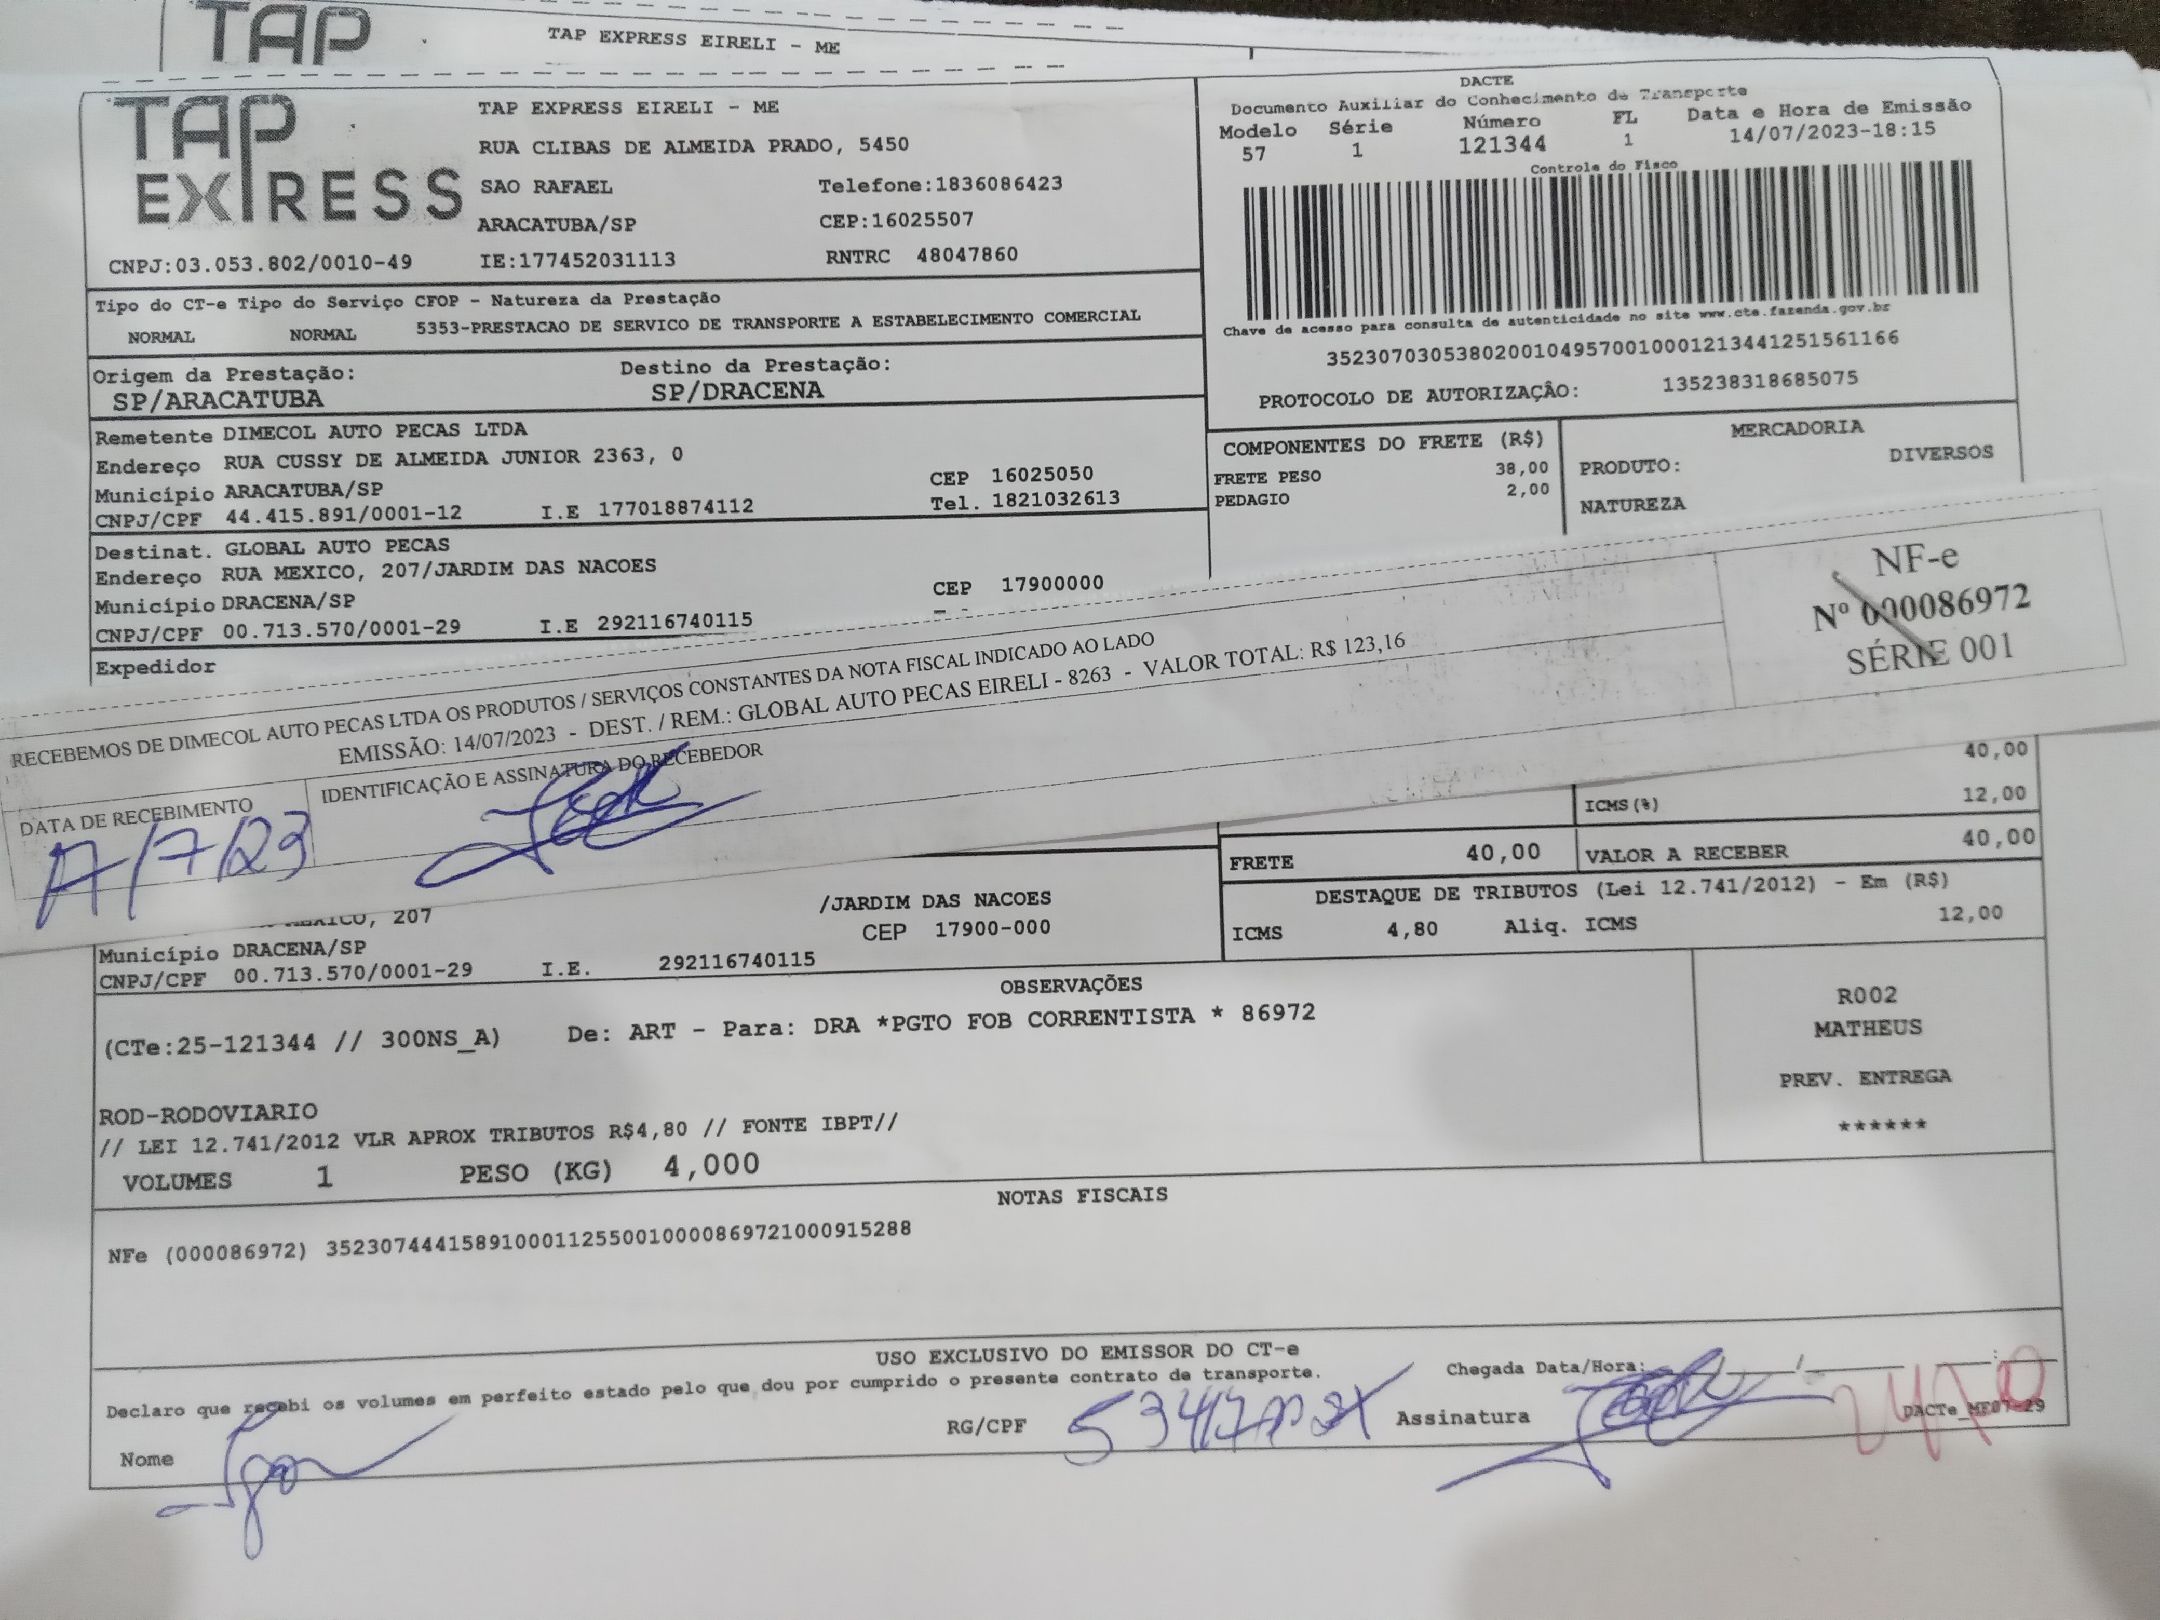 TAP
TAP EXPRESS EIRELI - ME
TAP EXPRESS
TAP EXPRESS EIRELI - ME
RUA CLIBAS DE ALMEIDA PRADO, 5450
SAO RAFAEL
Telefone:1836086423
ARACATUBA/SP
CEP:16025507
CNPJ:03.053.802/0010-49
IE:177452031113
RNTRC 48047860
DACTE
Documento Auxiliar do Conhecimento de Transporte
Modelo Série Número FL Data e Hora de Emissão
57 1 121344 1 14/07/2023-18:15
Controle do Fisco
Chave de acesso para consulta de autenticidade no site www.cte.fazenda.gov.br
35230703053802001049570010001213441251561166
PROTOCOLO DE AUTORIZAÇÂO: 135238318685075
Tipo do CT-e Tipo do Serviço CFOP - Natureza da Prestação
NORMAL NORMAL 5353-PRESTACAO DE SERVICO DE TRANSPORTE A ESTABELECIMENTO COMERCIAL
Origem da Prestação: Destino da Prestação:
SP/ARACATUBA SP/DRACENA
Remetente DIMECOL AUTO PECAS LTDA
Endereço RUA CUSSY DE ALMEIDA JUNIOR 2363, 0
CEP 16025050
Município ARACATUBA/SP
Tel. 1821032613
CNPJ/CPF 44.415.891/0001-12 I.E 177018874112
COMPONENTES DO FRETE (R$)
FRETE PESO 38,00
PEDAGIO 2,00
MERCADORIA
PRODUTO: DIVERSOS
NATUREZA
Destinat. GLOBAL AUTO PECAS
Endereço RUA MEXICO, 207/JARDIM DAS NACOES
CEP 17900000
Município DRACENA/SP
CNPJ/CPF 00.713.570/0001-29 I.E 292116740115
Expedidor
RECEBEMOS DE DIMECOL AUTO PECAS LTDA OS PRODUTOS / SERVIÇOS CONSTANTES DA NOTA FISCAL INDICADO AO LADO
EMISSÃO: 14/07/2023 - DEST. / REM.: GLOBAL AUTO PECAS EIRELI - 8263 - VALOR TOTAL: R$ 123,16
NF-e
Nº 000086972
SÉRIE 001
DATA DE RECEBIMENTO
IDENTIFICAÇÃO E ASSINATURA DO RECEBEDOR
/7/23
40,00
ICMS(%) 12,00
FRETE 40,00 VALOR A RECEBER 40,00
DESTAQUE DE TRIBUTOS (Lei 12.741/2012) - Em (R$)
ICMS 4,80 Aliq. ICMS 12,00
MEXICO, 207 /JARDIM DAS NACOES
Município DRACENA/SP CEP 17900-000
CNPJ/CPF 00.713.570/0001-29 I.E. 292116740115
OBSERVAÇÕES
(CTe:25-121344 // 300NS_A) De: ART - Para: DRA *PGTO FOB CORRENTISTA * 86972
R002
MATHEUS
PREV. ENTREGA
******
ROD-RODOVIARIO
// LEI 12.741/2012 VLR APROX TRIBUTOS R$4,80 // FONTE IBPT//
VOLUMES 1 PESO (KG) 4,000
NOTAS FISCAIS
NFe (000086972) 35230744415891000112550010000869721000915288
USO EXCLUSIVO DO EMISSOR DO CT-e
Declaro que recebi os volumes em perfeito estado pelo que dou por cumprido o presente contrato de transporte.
Chegada Data/Hora:
Nome Igor
RG/CPF
Assinatura